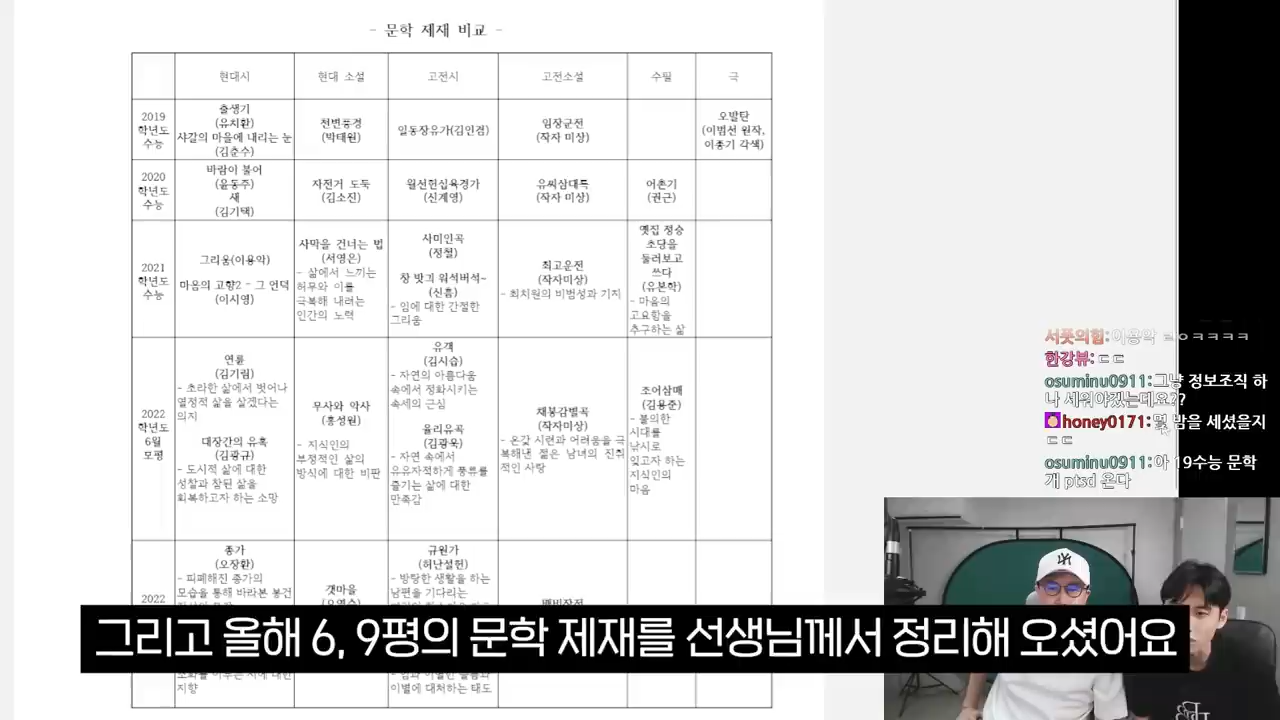 - 문학 제재 비교 -
현대시 현대 소설 고전시 고전소설 수필 극
2019
학년도
수능
출생기
(유치환)
샤갈의 마을에 내리는 눈
(김춘수)
천변풍경
(박태원)
일동장유가(김인겸)
임장군전
(작자 미상)
오발탄
(이범선 원작,
이종기 각색)
2020
학년도
수능
바람이 불어
(윤동주)
새
(김기택)
자전거 도둑
(김소진)
월선헌십육경가
(신계영)
유씨삼대록
(작자 미상)
어촌기
(권근)
2021
학년도
수능
그리움(이용악)
마음의 고향2 - 그 언덕
(이시영)
사막을 건너는 법
(서영은)
- 삶에서 느끼는
허무와 이를
극복해 내려는
인간의 노력
사미인곡
(정철)
창 밧긔 워석버석~
(신흠)
- 임에 대한 간절한
그리움
최고운전
(작자미상)
- 최치원의 비범성과 기지
옛집 정승
초당을
둘러보고
쓰다
(유본학)
- 마음의
고요함을
추구하는 삶
2022
학년도
6월
모평
연륜
(김기림)
- 초라한 삶에서 벗어나
열정적 삶을 살겠다는
의지
대장간의 유혹
(김광규)
- 도시적 삶에 대한
성찰과 참된 삶을
회복하고자 하는 소망
무사와 악사
(홍성원)
- 지식인의
부정적인 삶의
방식에 대한 비판
유객
(김시습)
- 자연의 아름다움
속에서 정화시키는
속세의 근심
율리유곡
(김광욱)
- 자연 속에서
유유자적하게 풍류를
즐기는 삶에 대한
만족감
채봉감별곡
(작자미상)
- 온갖 시련과 어려움을 극
복해낸 젊은 남녀의 진취
적인 사랑
조어삼매
(김용준)
- 불의한
시대를
낚시로
잊고자 하는
지식인의
마음
2022
종가
(오장환)
- 피폐해진 종가의
모습을 통해 바라본 봉건
갯마을
규원가
(허난설헌)
- 방탕한 생활을 하는
남편을 기다리는
지향
이별에 대처하는 태도
서풋의힘: 이용악 ㄹㅇㅋㅋㅋㅋ
한강뷰: ㄷㄷ
osuminu0911: 그냥 정보조직 하
나 세워야겠는데요??
honey0171: 몇 밤을 세셨을지
ㄷㄷ
osuminu0911: 아 19수능 문학
개 ptsd 온다
그리고 올해 6, 9평의 문학 제재를 선생님께서 정리해 오셨어요